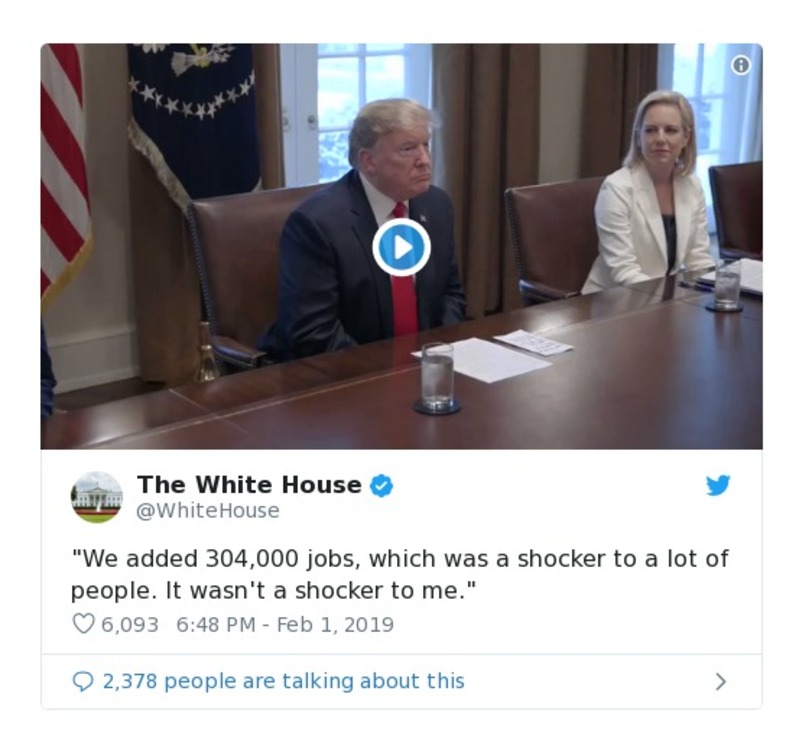 The White House
@WhiteHouse
"We added 304,000 jobs, which was a shocker to a lot of
people. It wasn't a shocker to me."
6,093 6:48 PM - Feb 1, 2019
2,378 people are talking about this